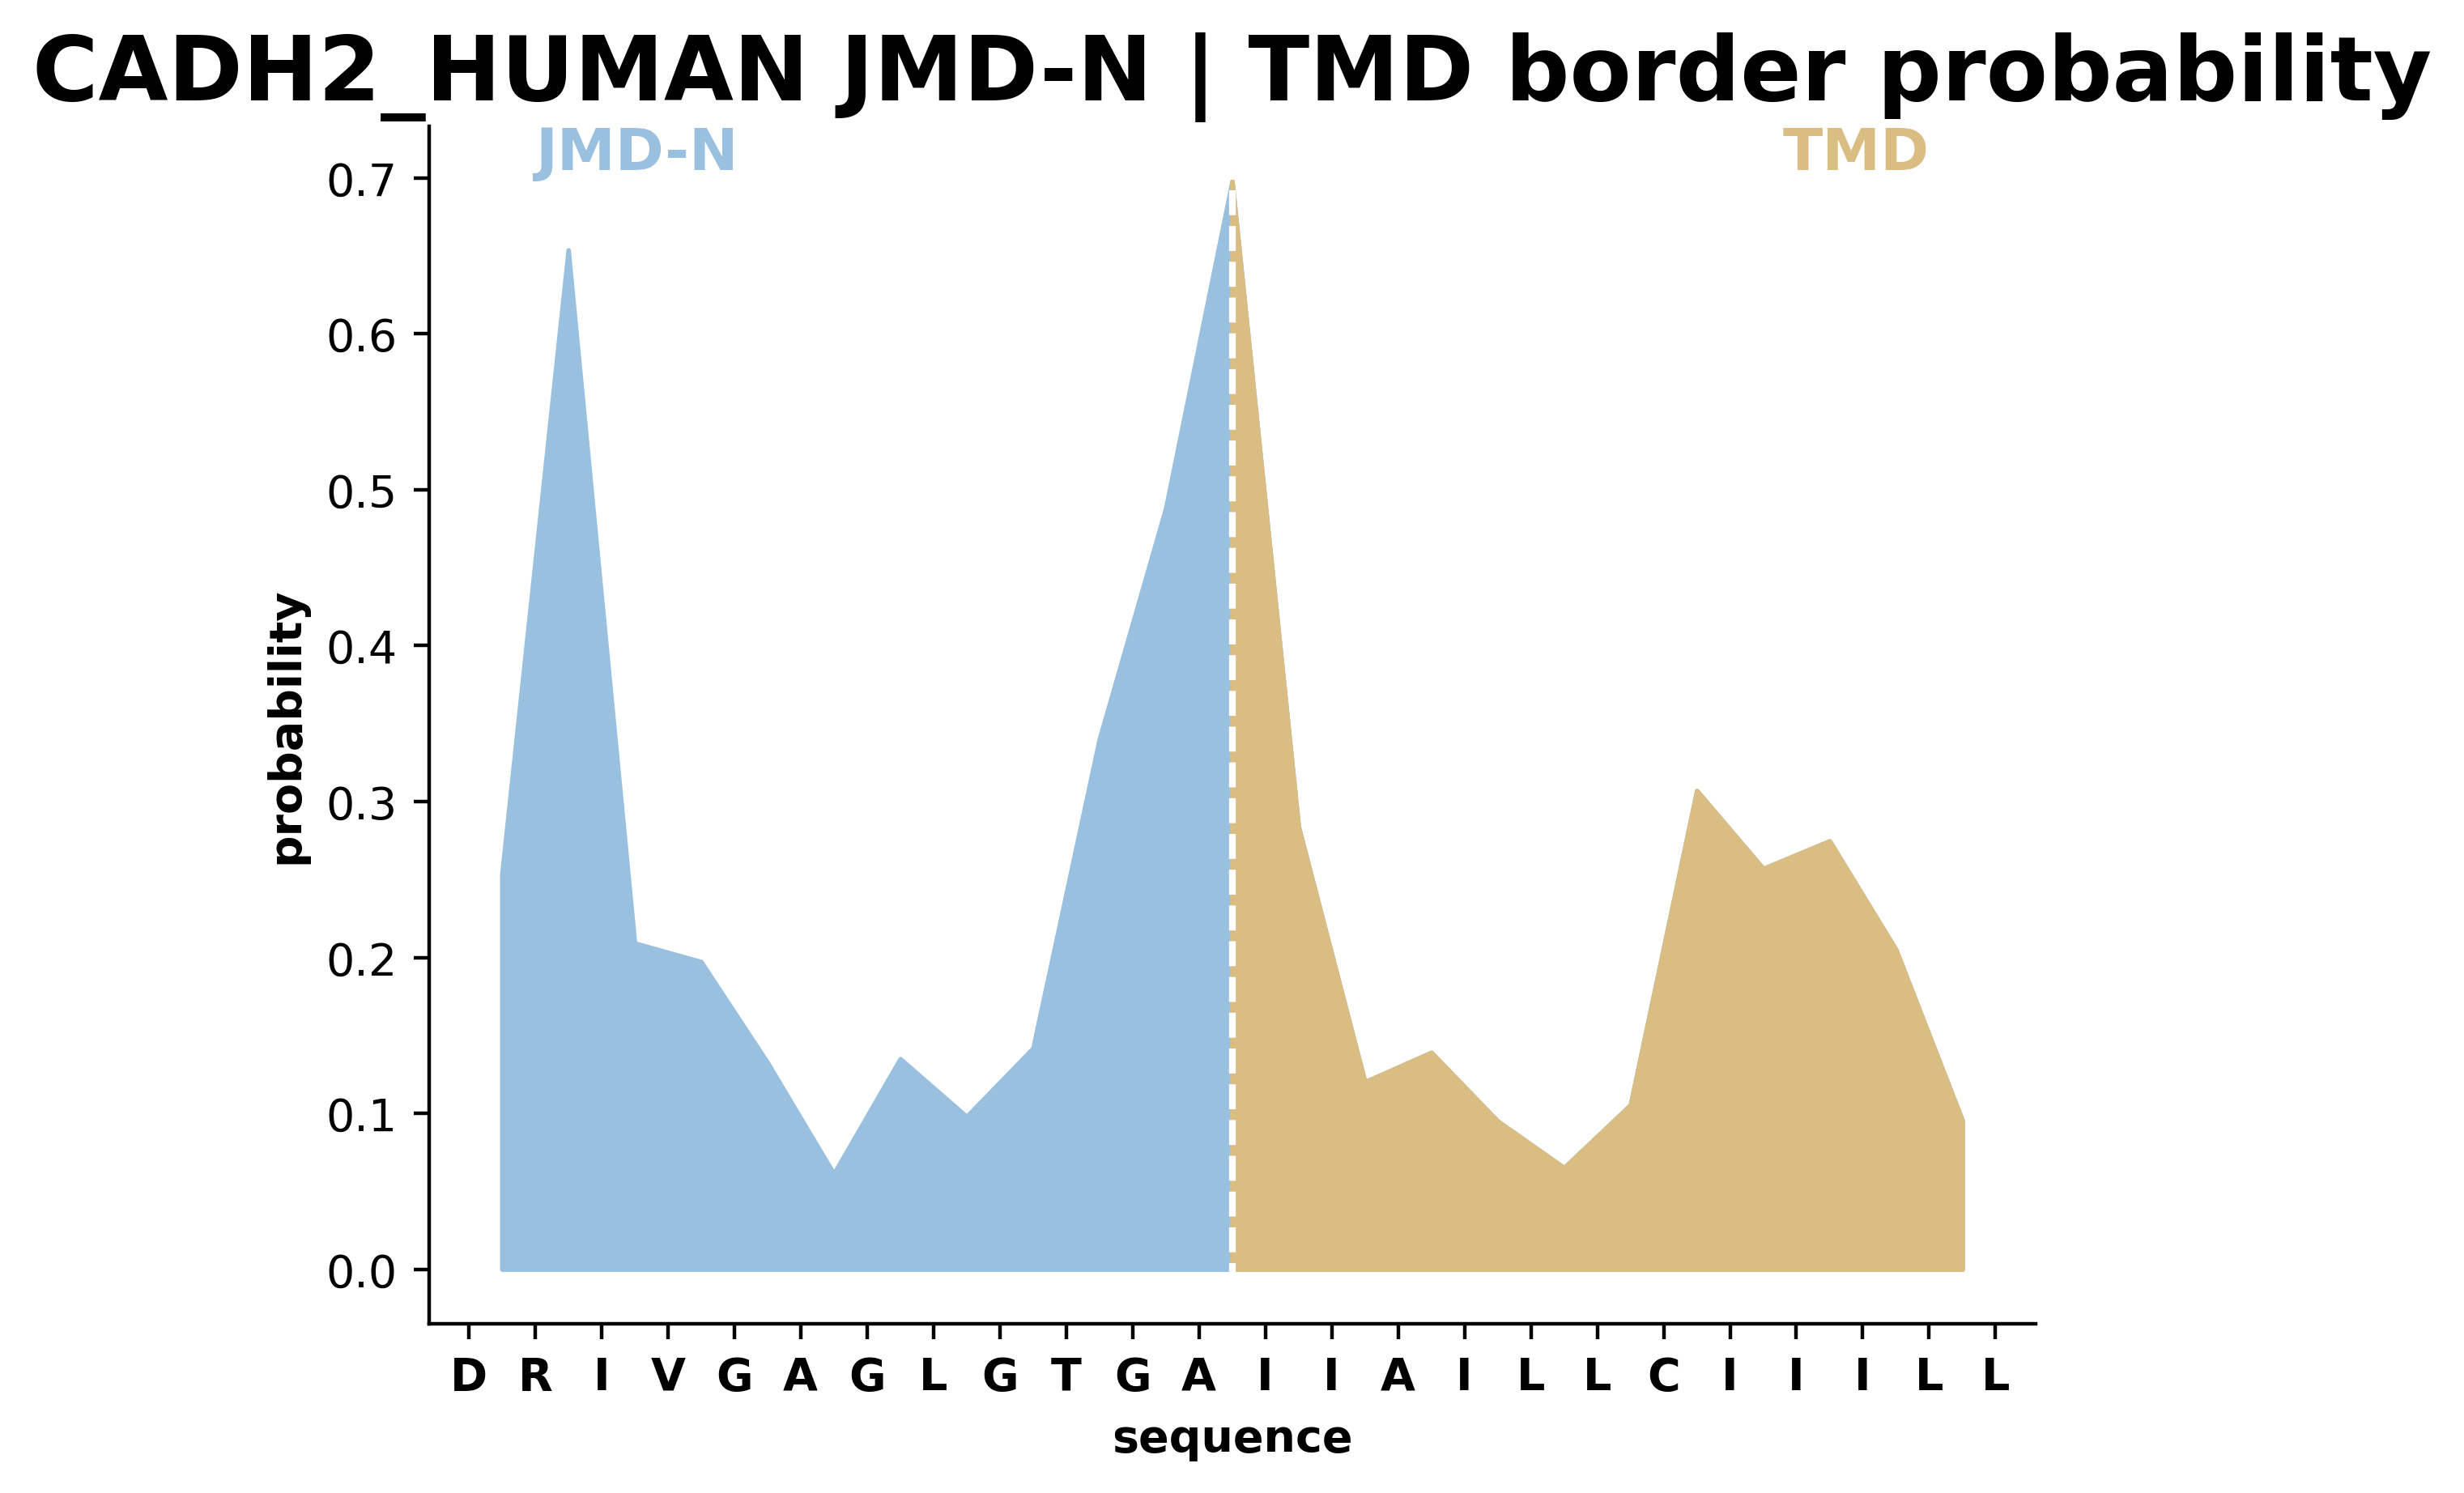 CADH2_HUMAN JMD-N | TMD border probability
JMD-N TMD
0.7
0.6
0.5
0.4
0.3
0.2
0.1
0.0
probability
D R I V G A G L G T G A I I A I L L C I I I L L
sequence